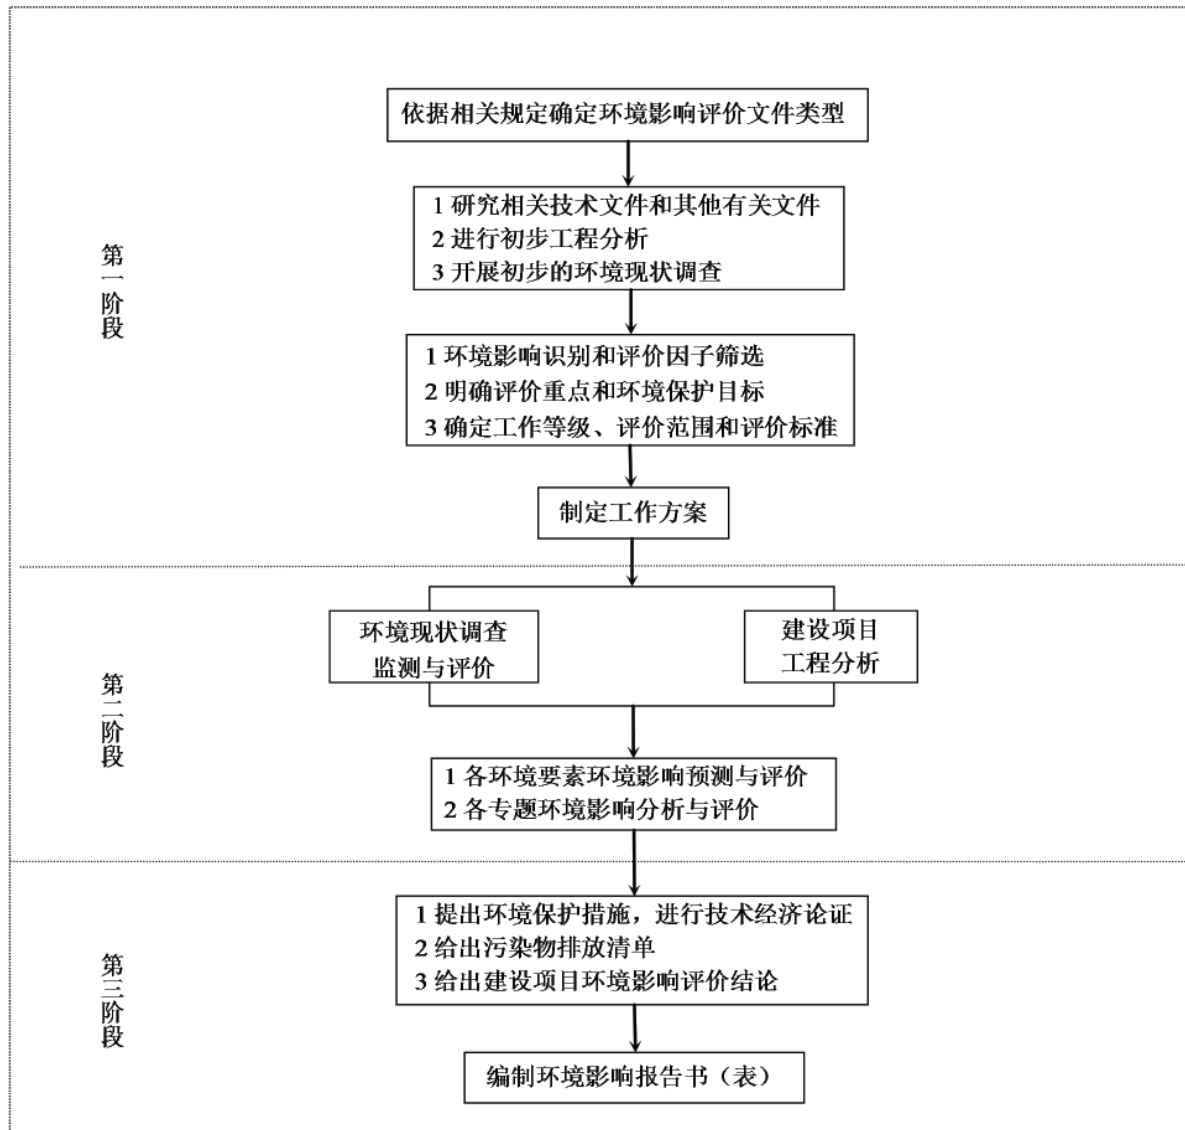 依据相关规定确定环境影响评价文件类型
1 研究相关技术文件和其他有关文件
2 进行初步工程分析
3 开展初步的环境现状调查
第一阶段
1 环境影响识别和评价因子筛选
2 明确评价重点和环境保护目标
3 确定工作等级、评价范围和评价标准
制定工作方案
环境现状调查
监测与评价
建设项目
工程分析
第二阶段
1 各环境要素环境影响预测与评价
2 各专题环境影响分析与评价
1 提出环境保护措施，进行技术经济论证
2 给出污染物排放清单
3 给出建设项目环境影响评价结论
第三阶段
编制环境影响报告书（表）